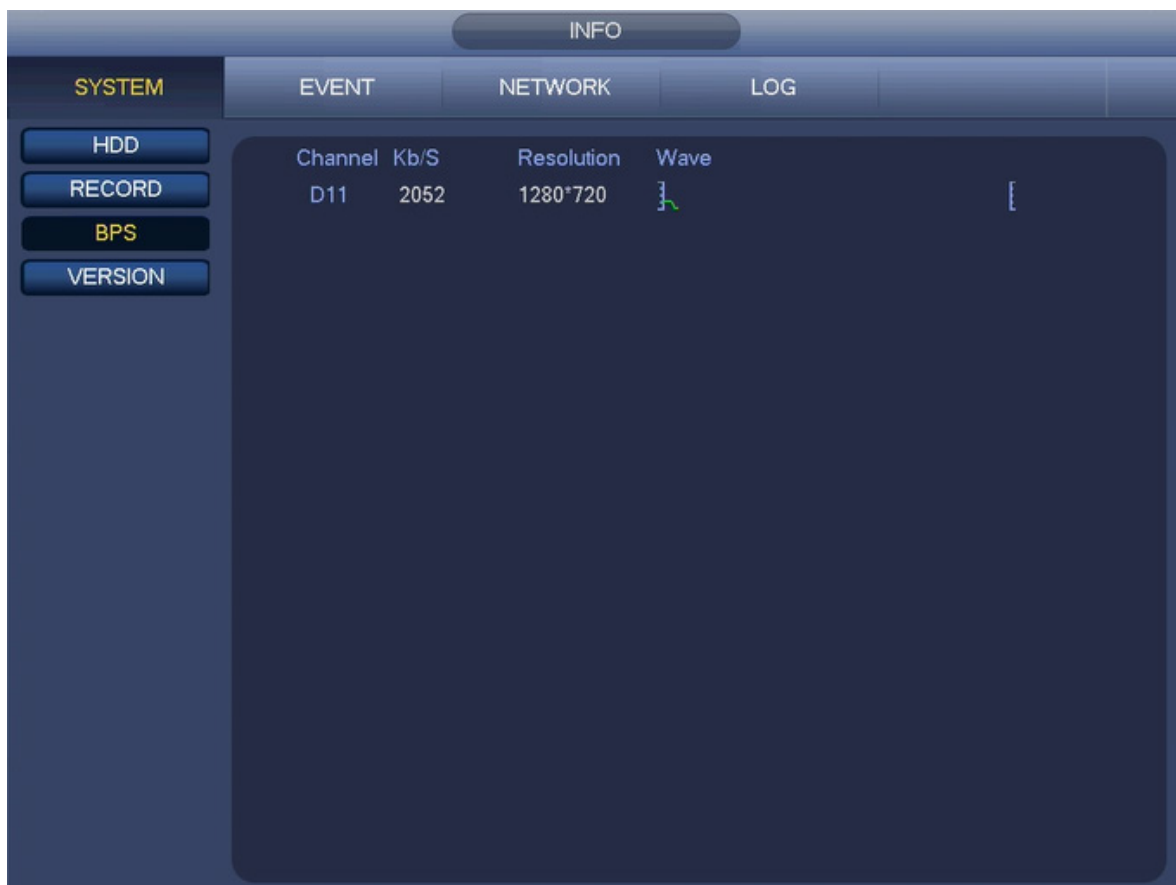 INFO
SYSTEM EVENT NETWORK LOG
HDD
RECORD
BPS
VERSION
Channel Kb/S Resolution Wave
D11 2052 1280*720